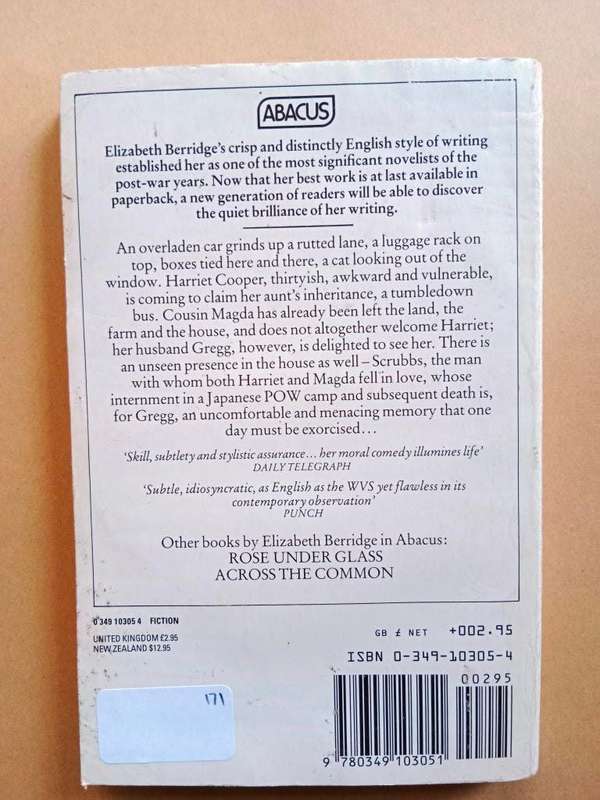 ABACUS
Elizabeth Berridge's crisp and distinctly English style of writing
established her as one of the most significant novelists of the
post-war years. Now that her best work is at last available in
paperback, a new generation of readers will be able to discover
the quiet brilliance of her writing.
An overladen car grinds up a rutted lane, a luggage rack on
top, boxes tied here and there, a cat looking out of the
window. Harriet Cooper, thirtyish, awkward and vulnerable,
is coming to claim her aunt's inheritance, a tumbledown
bus. Cousin Magda has already been left the land, the
farm and the house, and does not altogether welcome Harriet;
her husband Gregg, however, is delighted to see her. There is
an unseen presence in the house as well – Scrubbs, the man
with whom both Harriet and Magda fell in love, whose
internment in a Japanese POW camp and subsequent death is,
for Gregg, an uncomfortable and menacing memory that one
day must be exorcised...
'Skill, subtlety and stylistic assurance... her moral comedy illumines life'
DAILY TELEGRAPH
'Subtle, idiosyncratic, as English as the WVS yet flawless in its
contemporary observation'
PUNCH
Other books by Elizabeth Berridge in Abacus:
ROSE UNDER GLASS
ACROSS THE COMMON
0 349 10305 4 FICTION
UNITED KINGDOM £2.95
NEW ZEALAND $12.95
GB £ NET +002.95
ISBN 0-349-10305-4
00295
9 780349 103051
171